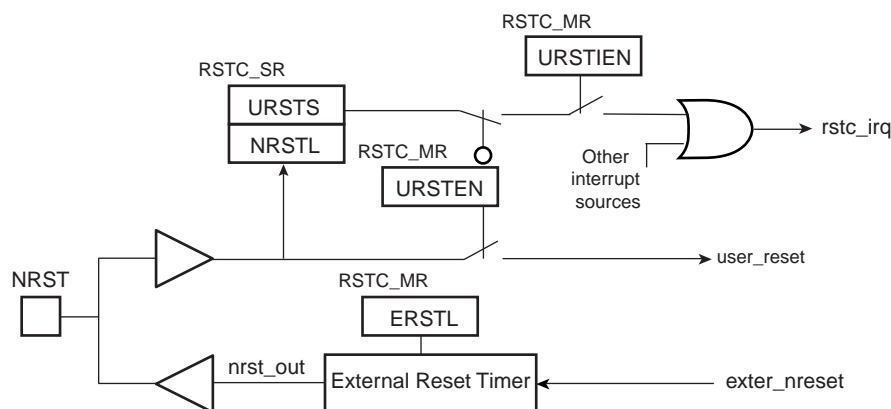 RSTC_MR
URSTIEN
RSTC_SR
URSTS
NRSTL
RSTC_MR
URSTEN
rstc_irq
Other
interrupt
sources
user_reset
NRST
RSTC_MR
ERSTL
nrst_out
External Reset Timer
exter_nreset